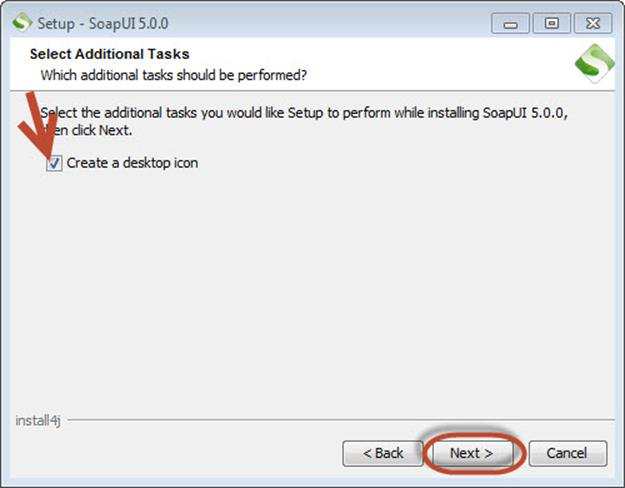 Setup - SoapUI 5.0.0
Select Additional Tasks
Which additional tasks should be performed?
Select the additional tasks you would like Setup to perform while installing SoapUI 5.0.0,
then click Next.
Create a desktop icon
install4j
< Back
Next >
Cancel